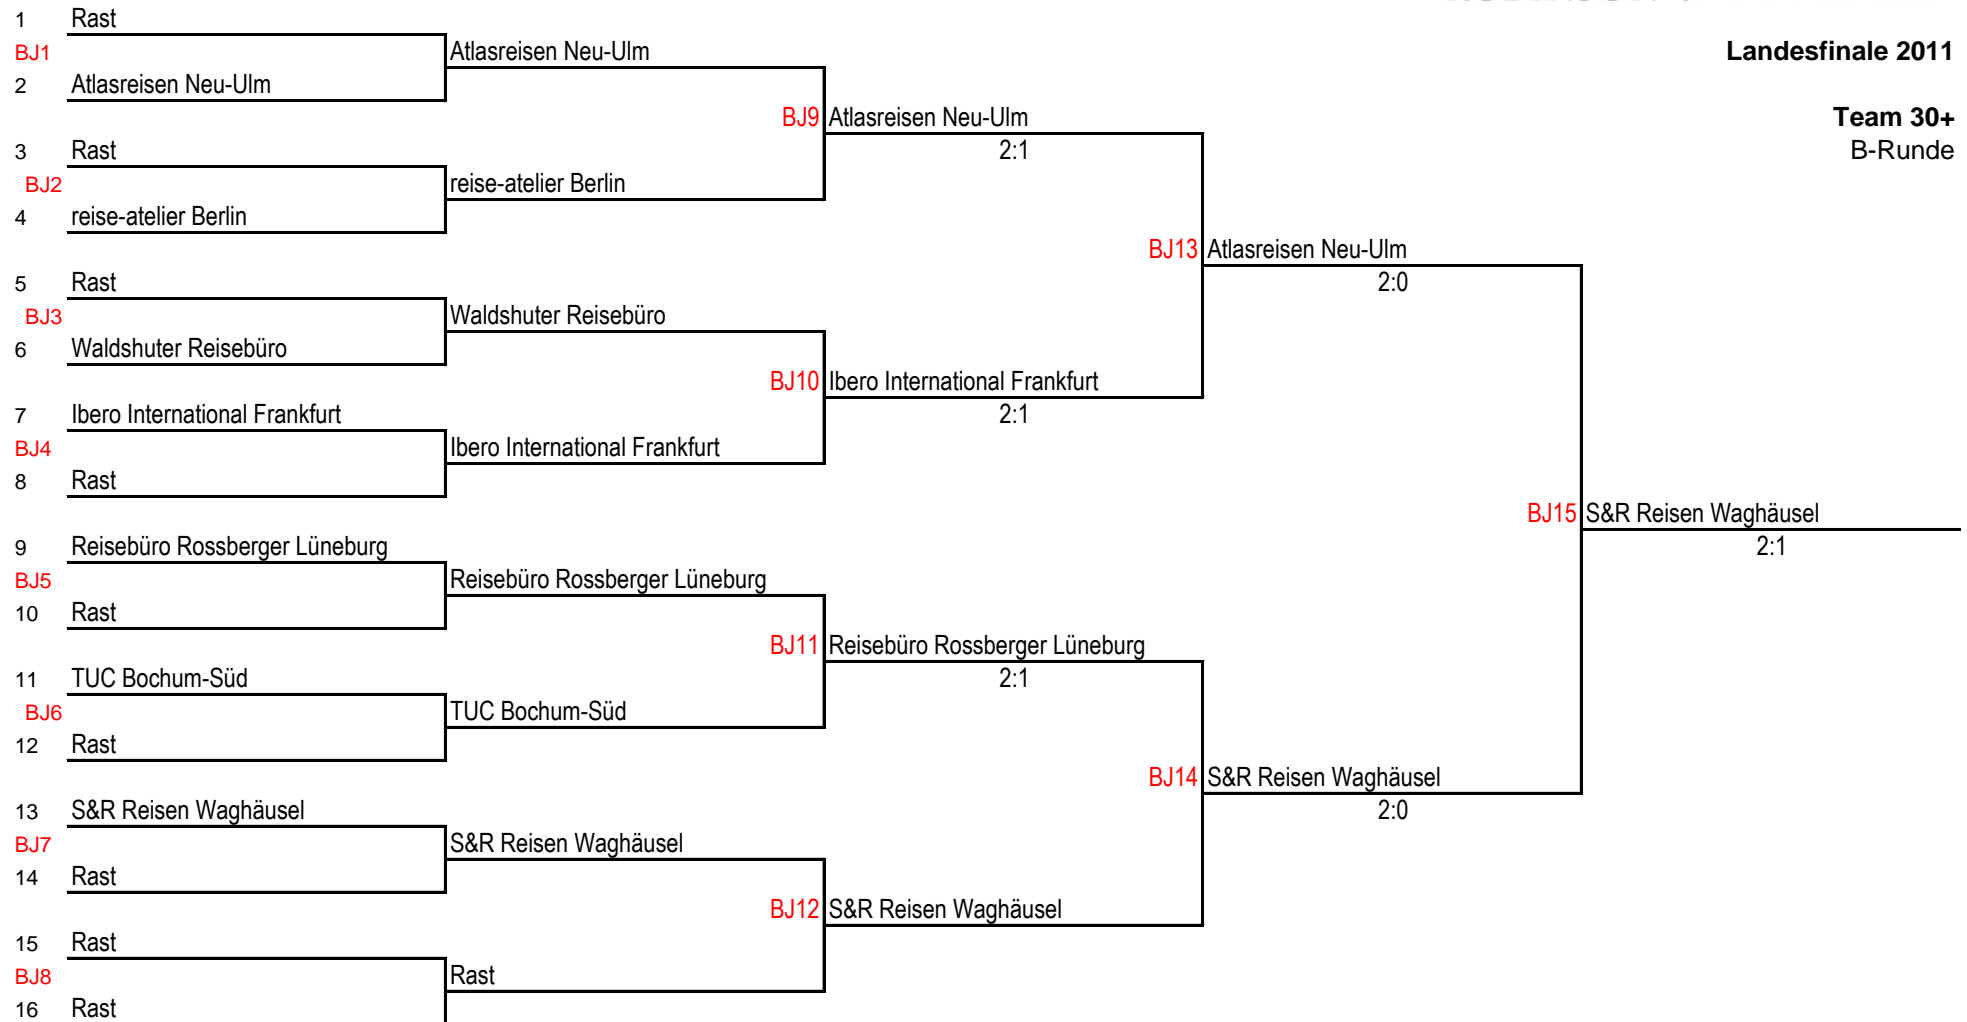 1 Rast
BJ1 Atlasreisen Neu-Ulm Landesfinale 2011
2 Atlasreisen Neu-Ulm
BJ9 Atlasreisen Neu-Ulm Team 30+
3 Rast 2:1 B-Runde
BJ2 reise-atelier Berlin
4 reise-atelier Berlin
BJ13 Atlasreisen Neu-Ulm
5 Rast 2:0
BJ3 Waldshuter Reisebüro
6 Waldshuter Reisebüro
BJ10 Ibero International Frankfurt
7 Ibero International Frankfurt 2:1
BJ4 Ibero International Frankfurt
8 Rast
BJ15 S&R Reisen Waghäusel
9 Reisebüro Rossberger Lüneburg 2:1
BJ5 Reisebüro Rossberger Lüneburg
10 Rast
BJ11 Reisebüro Rossberger Lüneburg
11 TUC Bochum-Süd 2:1
BJ6 TUC Bochum-Süd
12 Rast
BJ14 S&R Reisen Waghäusel
13 S&R Reisen Waghäusel 2:0
BJ7 S&R Reisen Waghäusel
14 Rast
BJ12 S&R Reisen Waghäusel
15 Rast
BJ8 Rast
16 Rast